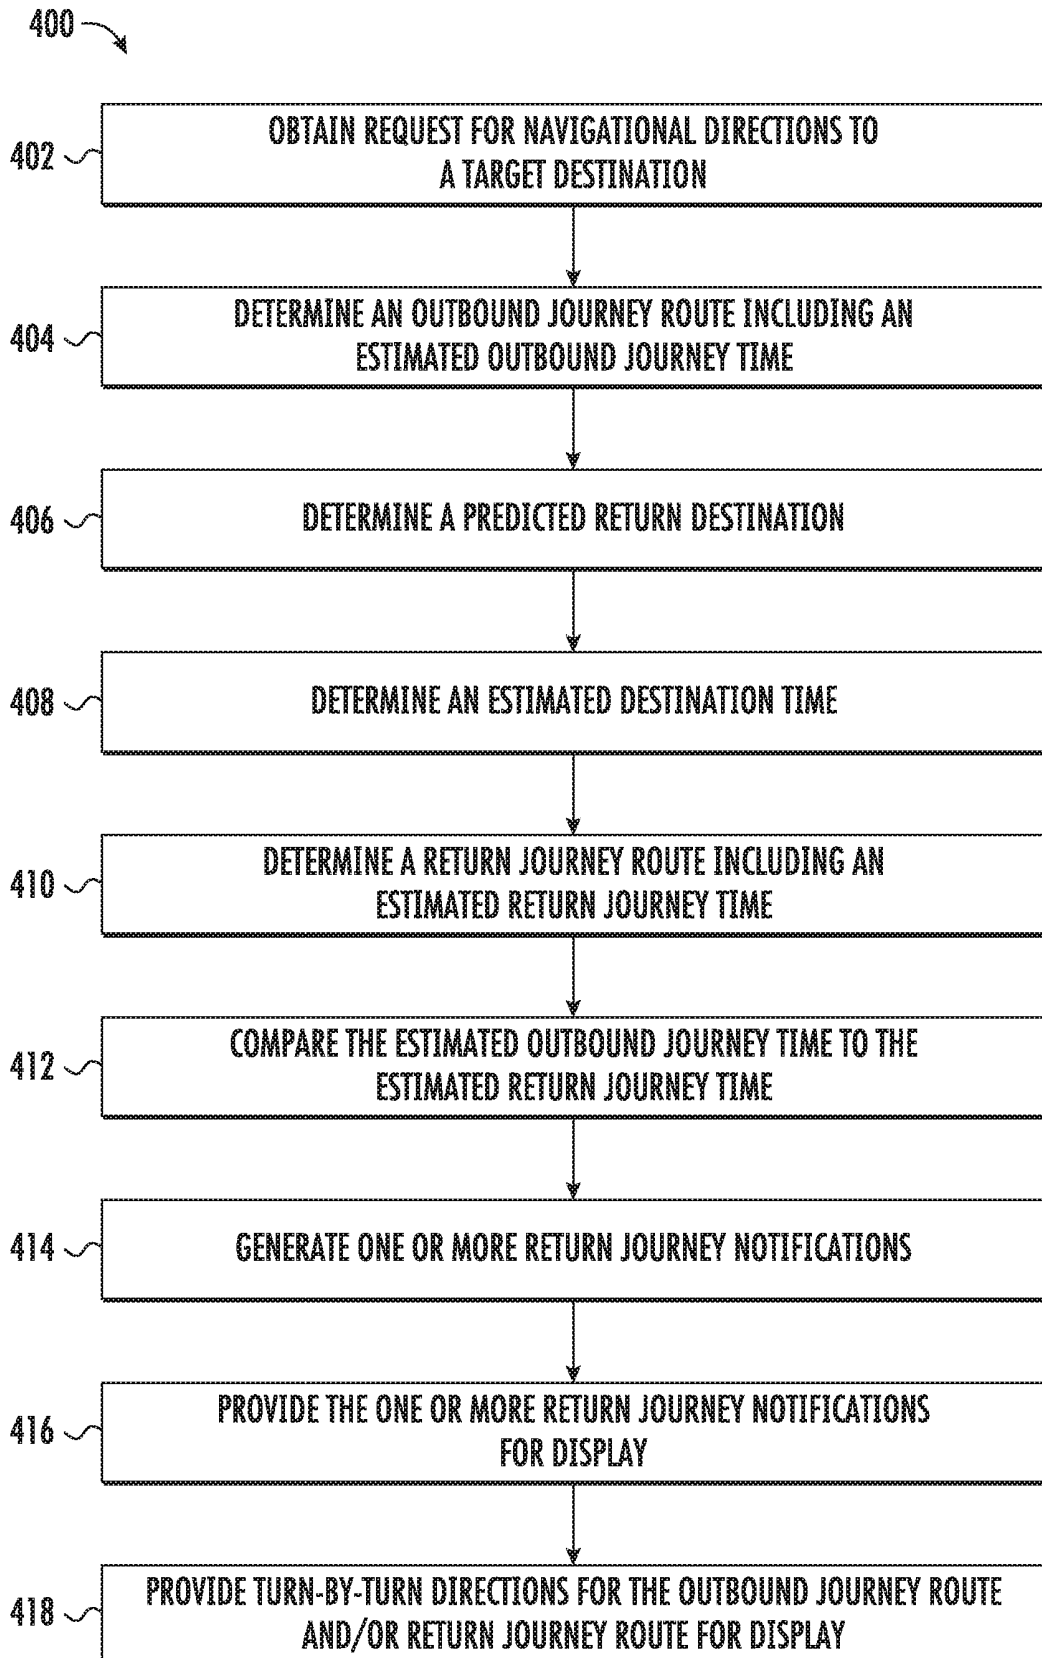 400
402
OBTAIN REQUEST FOR NAVIGATIONAL DIRECTIONS TO
A TARGET DESTINATION
404
DETERMINE AN OUTBOUND JOURNEY ROUTE INCLUDING AN
ESTIMATED OUTBOUND JOURNEY TIME
406
DETERMINE A PREDICTED RETURN DESTINATION
408
DETERMINE AN ESTIMATED DESTINATION TIME
410
DETERMINE A RETURN JOURNEY ROUTE INCLUDING AN
ESTIMATED RETURN JOURNEY TIME
412
COMPARE THE ESTIMATED OUTBOUND JOURNEY TIME TO THE
ESTIMATED RETURN JOURNEY TIME
414
GENERATE ONE OR MORE RETURN JOURNEY NOTIFICATIONS
416
PROVIDE THE ONE OR MORE RETURN JOURNEY NOTIFICATIONS
FOR DISPLAY
418
PROVIDE TURN-BY-TURN DIRECTIONS FOR THE OUTBOUND JOURNEY ROUTE
AND/OR RETURN JOURNEY ROUTE FOR DISPLAY